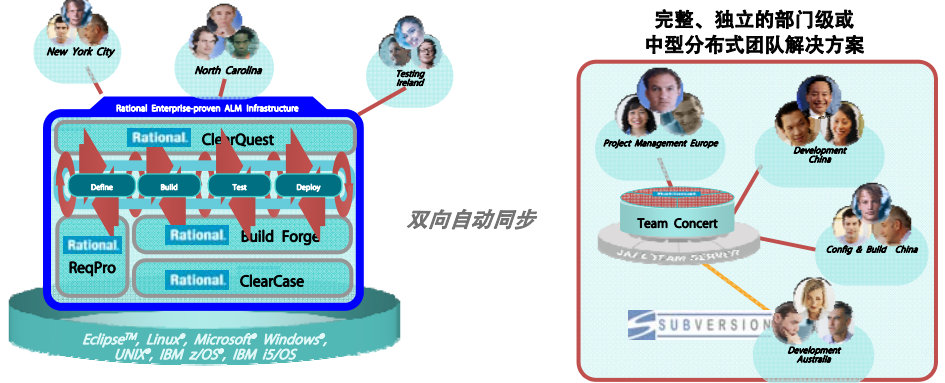 New York City
North Carolina
Testing
Ireland
Rational Enterprise-proven ALM Infrastructure
Rational® ClearQuest
Define
Build
Test
Deploy
Rational®
ReqPro
Rational® Build Forge
Rational® ClearCase
Eclipse™, Linux®, Microsoft® Windows®,
UNIX®, IBM z/OS®, IBM i5/OS
双向自动同步
完整、独立的部门级或
中型分布式团队解决方案
Project Management Europe
Development
China
Team Concert
JAZZ TEAM SERVER
Config & Build China
SUBVERSION
Development
Australia